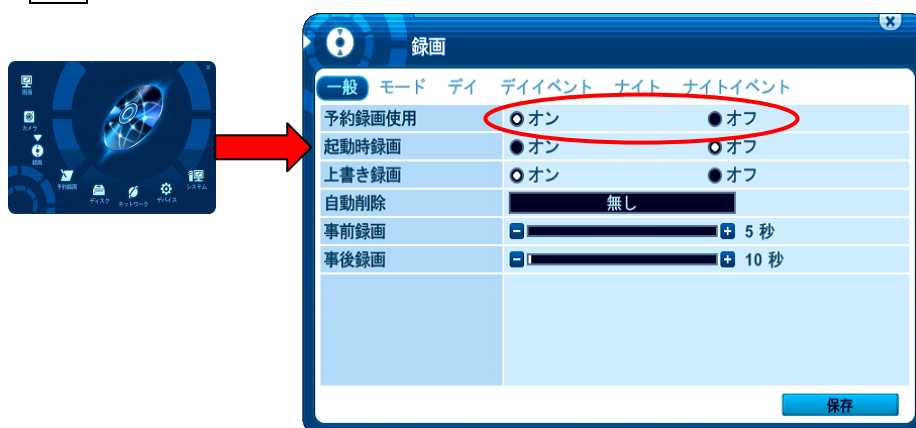 画面
カメラ
録画
予約録画
ディスク
ネットワーク
デバイス
システム
録画
一般 モード デイ デイイベント ナイト ナイトイベント
予約録画使用 オン オフ
起動時録画 オン オフ
上書き録画 オン オフ
自動削除 無し
事前録画 5 秒
事後録画 10 秒
保存